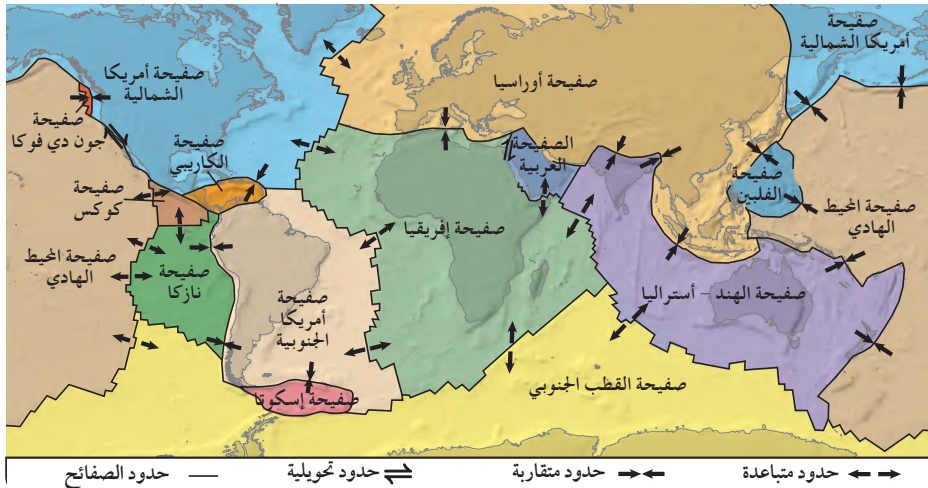 صفيحة
أمريكا الشمالية
صفيحة أوراسيا
صفيحة أمريكا
الشمالية
صفيحة
جون دي فوكا
صفيحة
الكاريبي
الصفيحة
العربية
صفيحة
الفلبين
صفيحة
كوكس
صفيحة المحيط
الهادي
صفيحة إفريقيا
صفيحة المحيط
الهادي
صفيحة
نازكا
صفيحة
أمريكا
الجنوبية
صفيحة الهند – أستراليا
صفيحة القطب الجنوبي
صفيحة إسكوتا
حدود متباعدة
حدود متقاربة
حدود تحويلية
حدود الصفائح